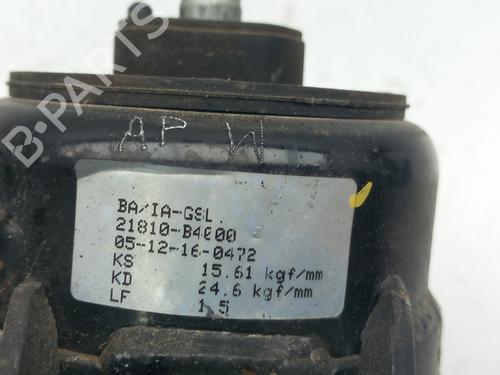 AP W
BA/IA-GSL
21810-B4000
05-12-16-0472
KS 15.61 kgf/mm
KD 24.6 kgf/mm
LF 1.5
B-PARTS